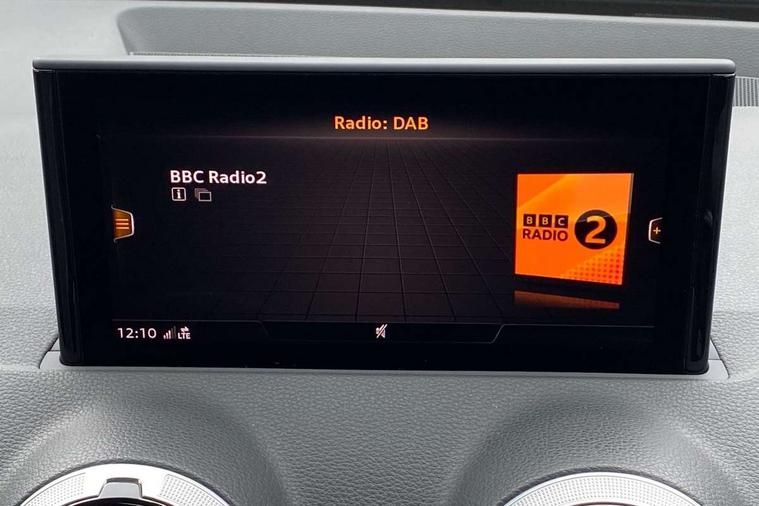 Radio: DAB
BBC Radio2
BBC
RADIO 2
12:10 LTE